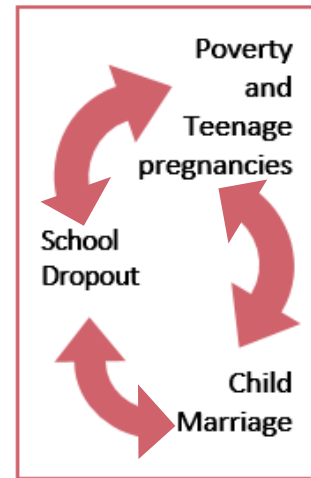 Poverty
and
Teenage
pregnancies
School
Dropout
Child
Marriage